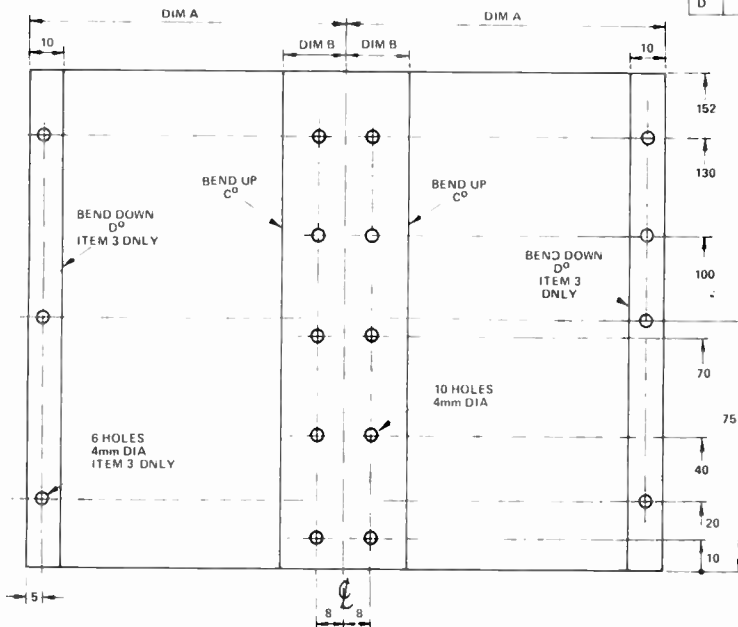 DIM A
DIM A
D
10
DIM B
DIM B
10
152
130
BEND UP
C°
BEND UP
C°
BEND DOWN
D°
ITEM 3 DNLY
BEND DOWN
D°
ITEM 3
DNLY
100
70
10 HOLES
4mm DIA
75
6 HOLES
4mm DIA
ITEM 3 DNLY
40
20
10
5
℄
8
8